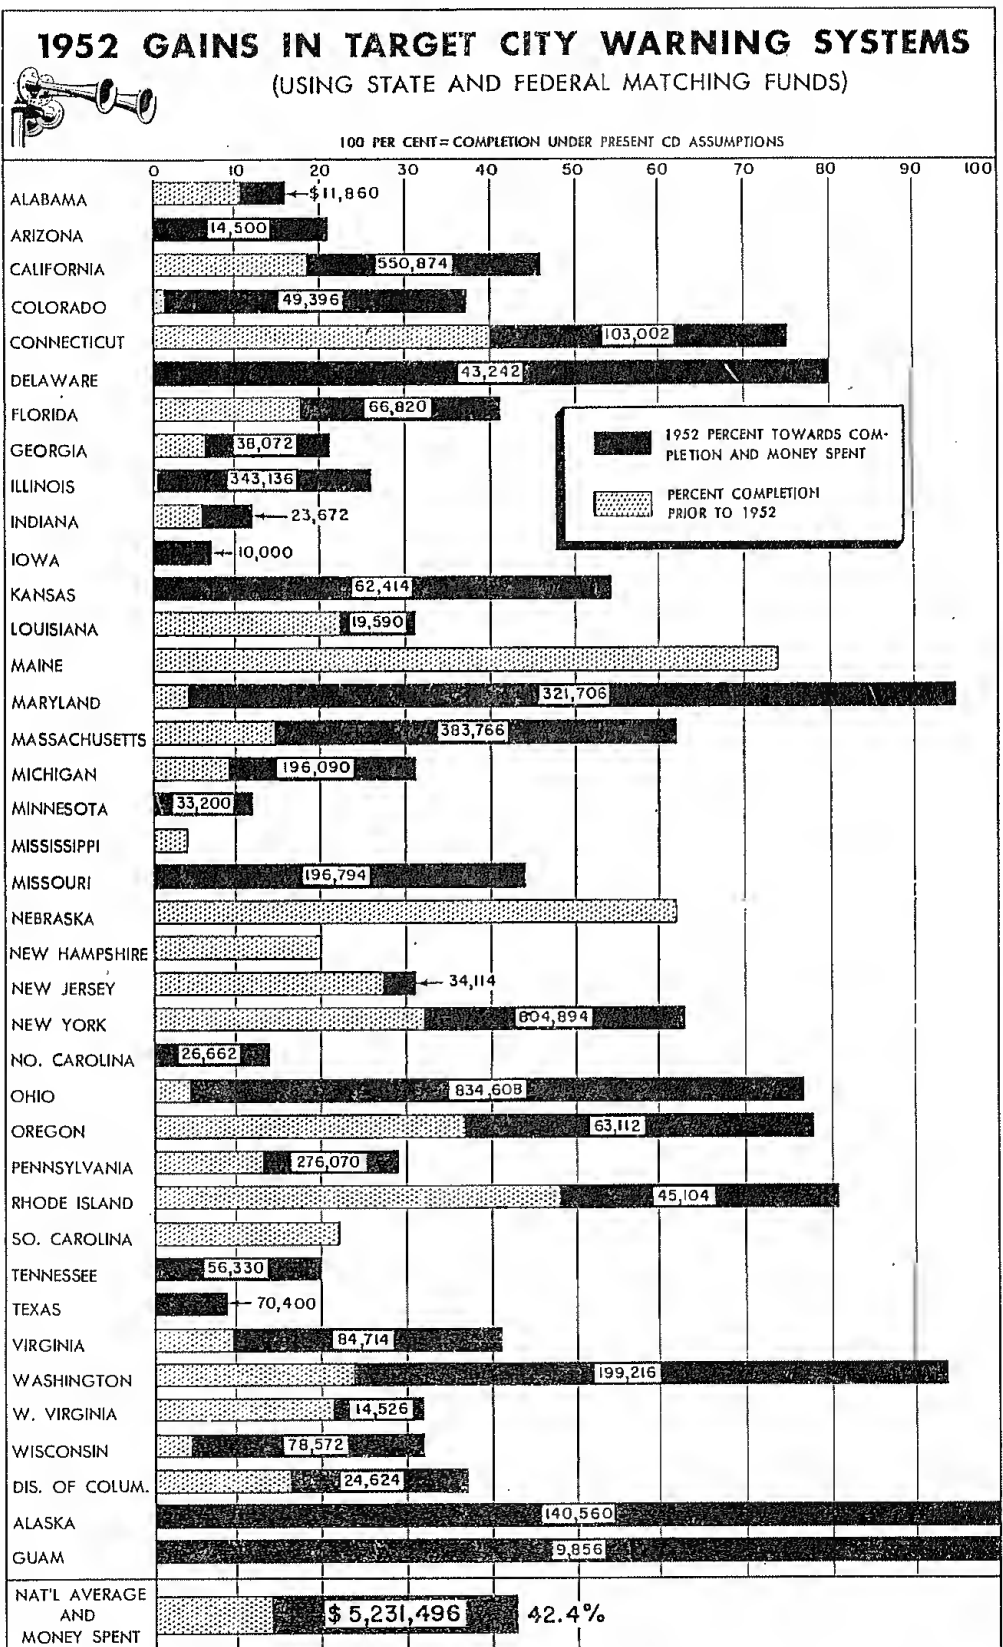 1952 GAINS IN TARGET CITY WARNING SYSTEMS
(USING STATE AND FEDERAL MATCHING FUNDS)
100 PER CENT = COMPLETION UNDER PRESENT CD ASSUMPTIONS
0 10 20 30 40 50 60 70 80 90 100
ALABAMA $11,860
ARIZONA 14,500
CALIFORNIA 550,874
COLORADO 49,396
CONNECTICUT 103,002
DELAWARE 43,242
FLORIDA 66,820
GEORGIA 38,072
ILLINOIS 343,136
INDIANA 23,672
IOWA 10,000
KANSAS 62,414
LOUISIANA 19,590
MAINE
MARYLAND 321,706
MASSACHUSETTS 383,766
MICHIGAN 196,090
MINNESOTA 33,200
MISSISSIPPI
MISSOURI 196,794
NEBRASKA
NEW HAMPSHIRE
NEW JERSEY 34,114
NEW YORK 804,894
NO. CAROLINA 26,662
OHIO 834,608
OREGON 63,112
PENNSYLVANIA 276,070
RHODE ISLAND 45,104
SO. CAROLINA
TENNESSEE 56,330
TEXAS 70,400
VIRGINIA 84,714
WASHINGTON 199,216
W. VIRGINIA 14,526
WISCONSIN 78,572
DIS. OF COLUM. 24,624
ALASKA 140,560
GUAM 9,856
NAT'L AVERAGE
AND
MONEY SPENT
$ 5,231,496 42.4%
1952 PERCENT TOWARDS COM-
PLETION AND MONEY SPENT
PERCENT COMPLETION
PRIOR TO 1952